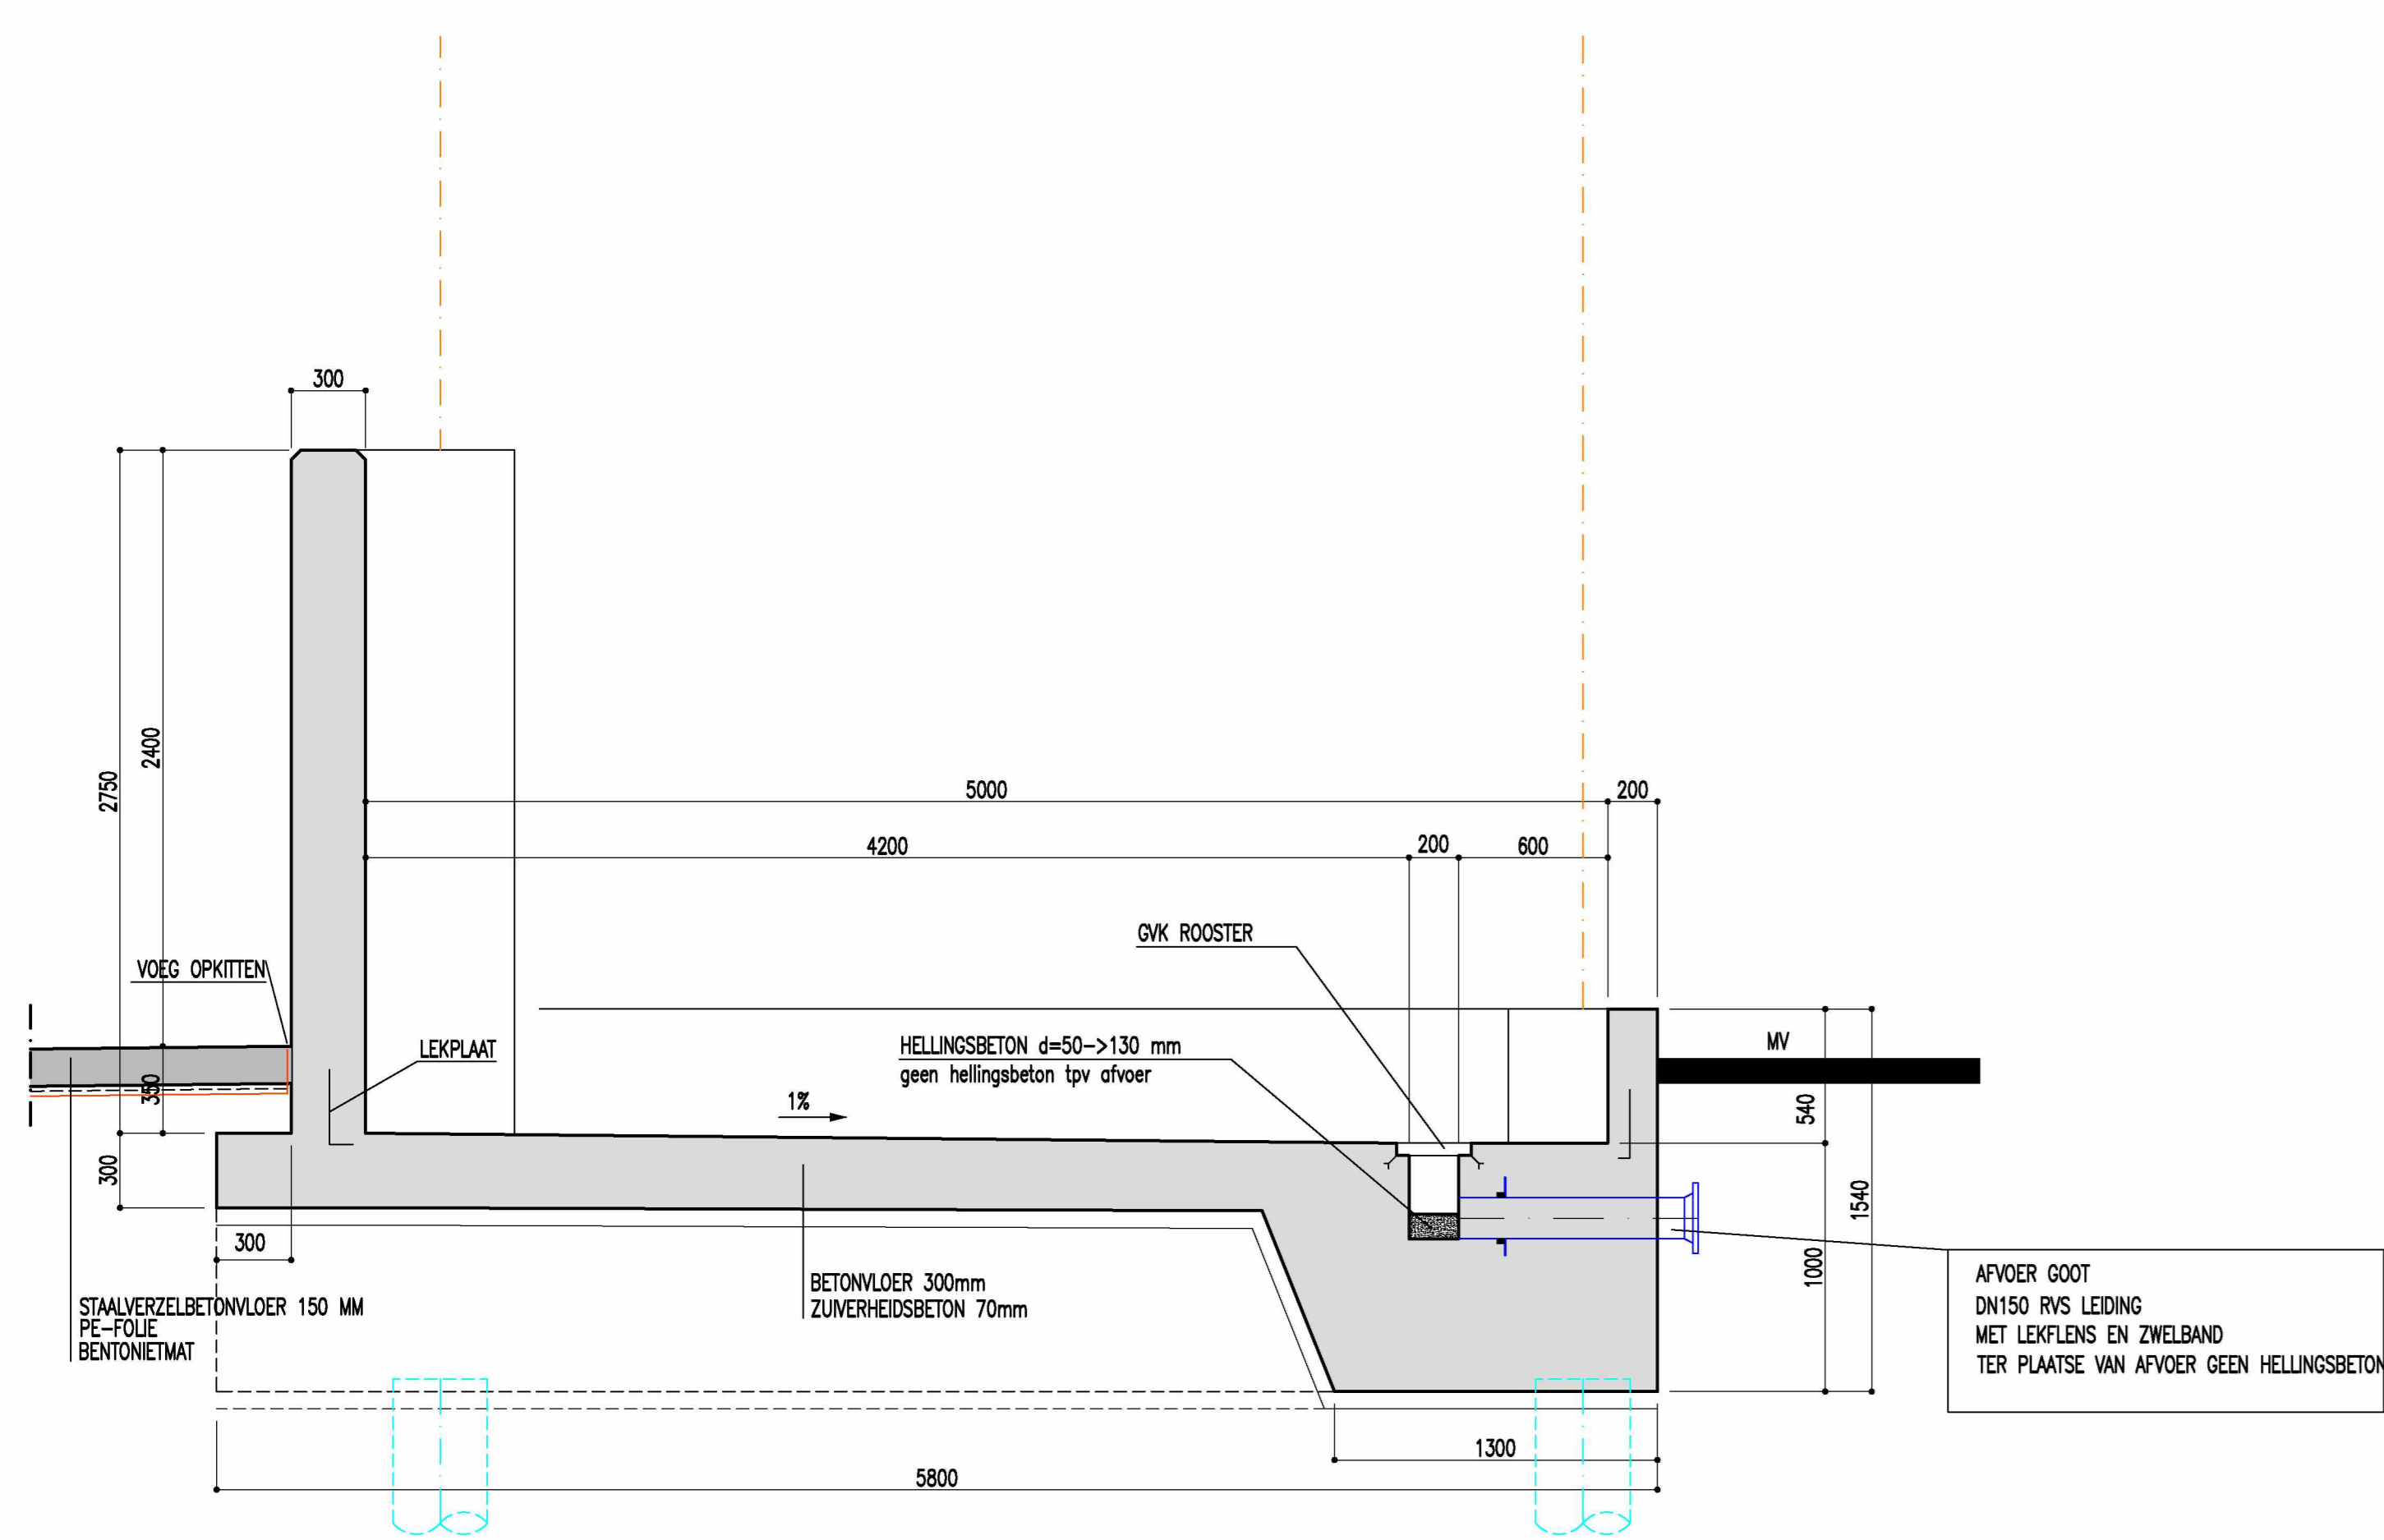 300
2400
2750
5000
200
4200
200
600
GVK ROOSTER
VOEG OPKITTEN
LEKPLAAT
HELLINGSBETON d=50->130 mm
geen hellingsbeton tpv afvoer
MV
350
1%
540
300
1540
300
1000
BETONVLOER 300mm
ZUIVERHEIDSBETON 70mm
STAALVERZELBETONVLOER 150 MM
PE-FOLIE
BENTONIETMAT
AFVOER GOOT
DN150 RVS LEIDING
MET LEKFLENS EN ZWELBAND
TER PLAATSE VAN AFVOER GEEN HELLINGSBETON
1300
5800